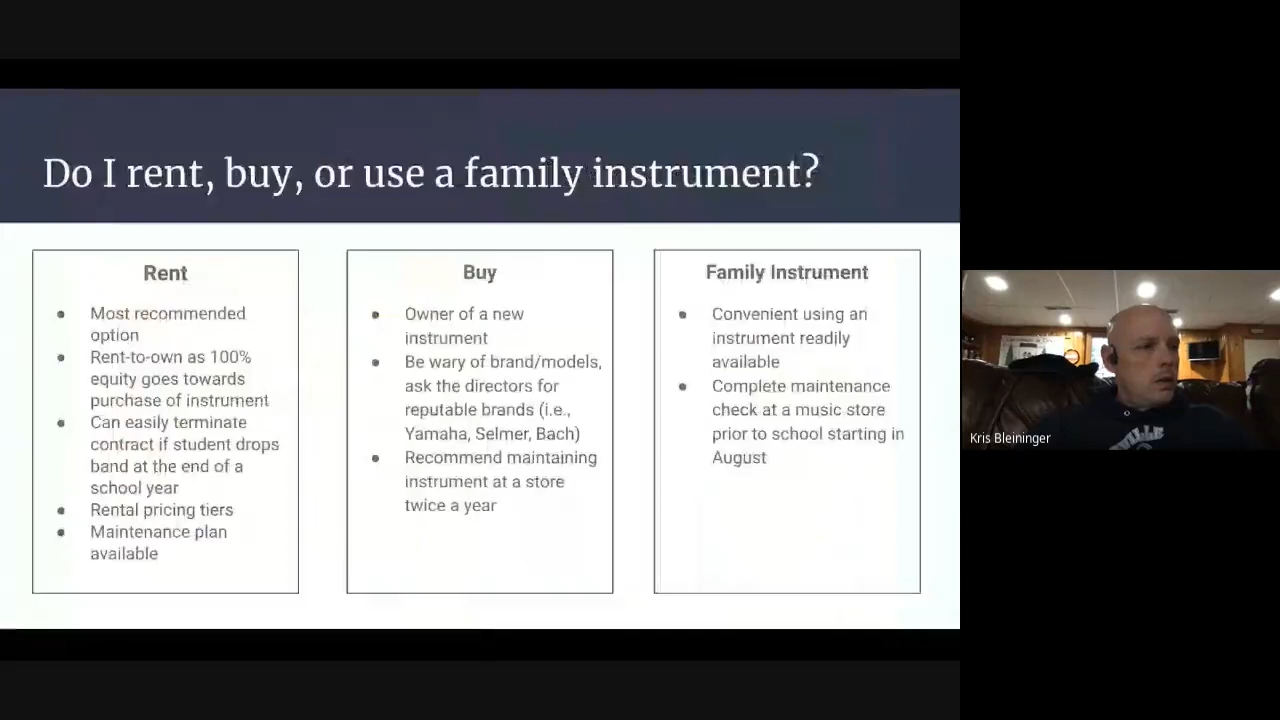 Do I rent, buy, or use a family instrument?
Rent
Most recommended
option
Rent-to-own as 100%
equity goes towards
purchase of instrument
Can easily terminate
contract if student drops
band at the end of a
school year
Rental pricing tiers
Maintenance plan
available
Buy
Owner of a new
instrument
Be wary of brand/models,
ask the directors for
reputable brands (i.e.,
Yamaha, Selmer, Bach)
Recommend maintaining
instrument at a store
twice a year
Family Instrument
Convenient using an
instrument readily
available
Complete maintenance
check at a music store
prior to school starting in
August
Kris Bleininger